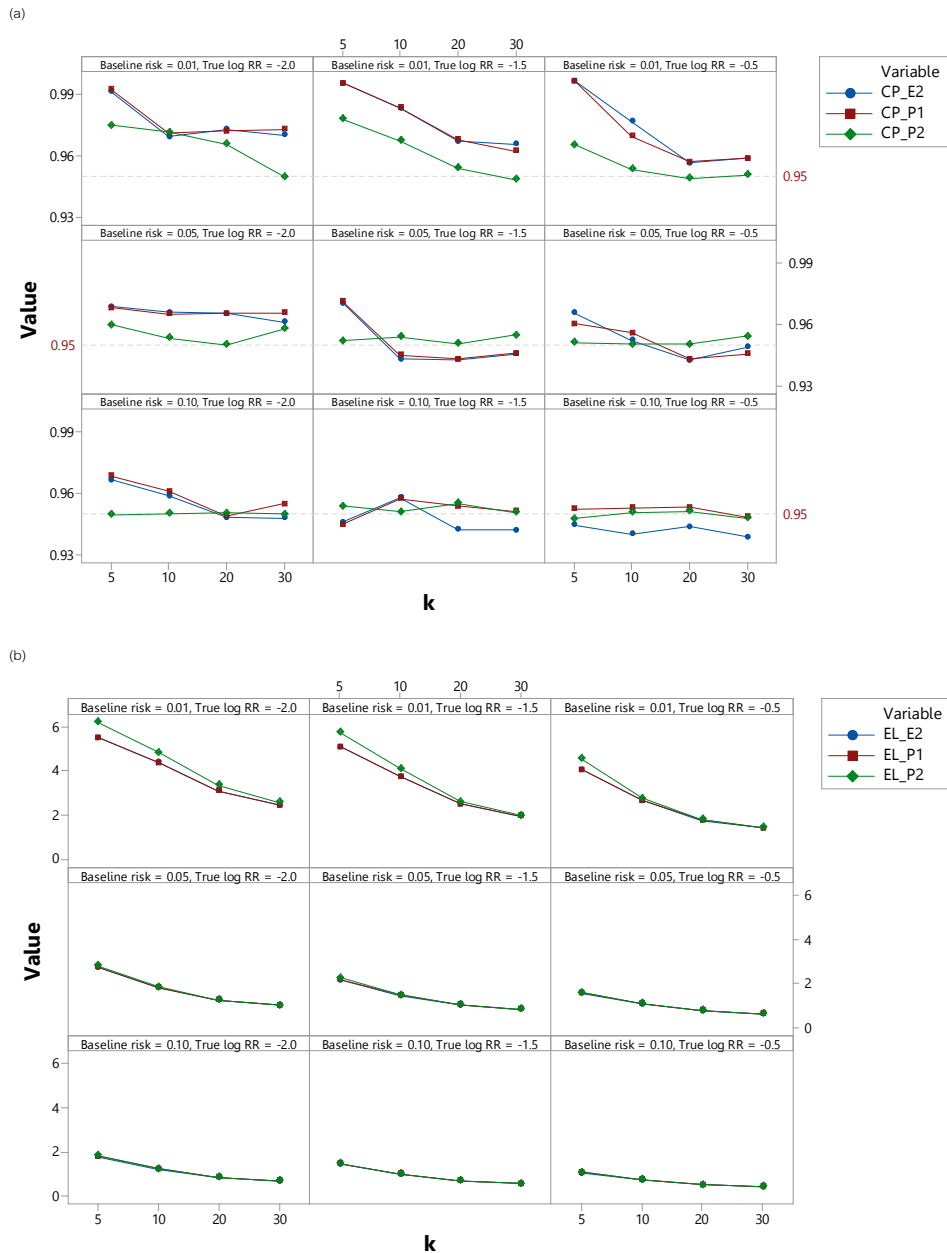 (a)
5 10 20 30
Baseline risk = 0.01, True log RR = -2.0
Baseline risk = 0.01, True log RR = -1.5
Baseline risk = 0.01, True log RR = -0.5
0.99
0.96
0.93
0.95
Variable
CP_E2
CP_P1
CP_P2
Baseline risk = 0.05, True log RR = -2.0
Baseline risk = 0.05, True log RR = -1.5
Baseline risk = 0.05, True log RR = -0.5
Value
0.95
0.99
0.96
0.93
Baseline risk = 0.10, True log RR = -2.0
Baseline risk = 0.10, True log RR = -1.5
Baseline risk = 0.10, True log RR = -0.5
0.99
0.96
0.93
0.95
5 10 20 30
5 10 20 30
k
(b)
5 10 20 30
Baseline risk = 0.01, True log RR = -2.0
Baseline risk = 0.01, True log RR = -1.5
Baseline risk = 0.01, True log RR = -0.5
6
4
2
0
Variable
EL_E2
EL_P1
EL_P2
Baseline risk = 0.05, True log RR = -2.0
Baseline risk = 0.05, True log RR = -1.5
Baseline risk = 0.05, True log RR = -0.5
Value
6
4
2
0
Baseline risk = 0.10, True log RR = -2.0
Baseline risk = 0.10, True log RR = -1.5
Baseline risk = 0.10, True log RR = -0.5
6
4
2
0
5 10 20 30
5 10 20 30
k